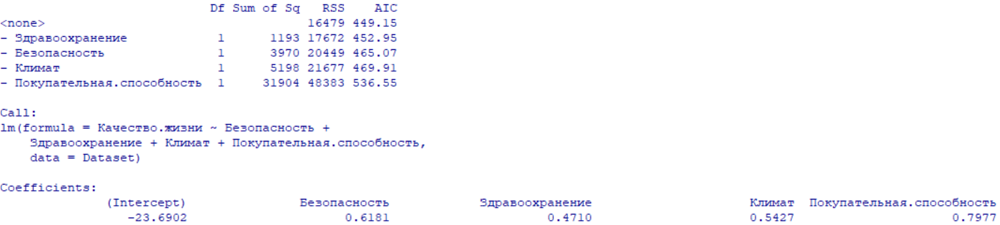 Df Sum of Sq RSS AIC
<none> 16479 449.15
- Здравоохранение 1 1193 17672 452.95
- Безопасность 1 3970 20449 465.07
- Климат 1 5198 21677 469.91
- Покупательная.способность 1 31904 48383 536.55
Call:
lm(formula = Качество.жизни ~ Безопасность +
Здравоохранение + Климат + Покупательная.способность,
data = Dataset)
Coefficients:
(Intercept) Безопасность Здравоохранение Климат Покупательная.способность
-23.6902 0.6181 0.4710 0.5427 0.7977